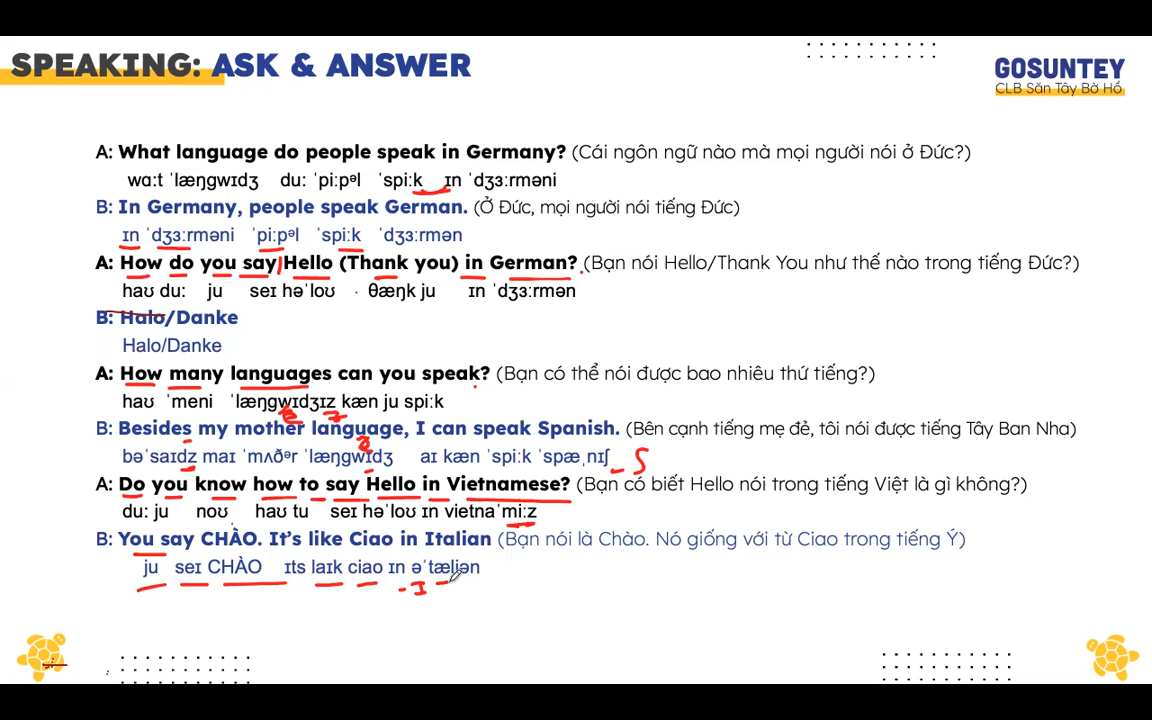 SPEAKING: ASK & ANSWER
GOSUNTEY
CLB Săn Tây Bờ Hồ
A: What language do people speak in Germany? (Cái ngôn ngữ nào mà mọi người nói ở Đức?)
wɑːt ˈlæŋgwɪdʒ duː ˈpiːpᵊl ˈspiːk ɪn ˈdʒɜːrməni
B: In Germany, people speak German. (Ở Đức, mọi người nói tiếng Đức)
ɪn ˈdʒɜːrməni ˈpiːpᵊl ˈspiːk ˈdʒɜːrmən
A: How do you say Hello (Thank you) in German? (Bạn nói Hello/Thank You như thế nào trong tiếng Đức?)
haʊ duː ju seɪ həˈloʊ θæŋk ju ɪn ˈdʒɜːrmən
B: Halo/Danke
Halo/Danke
A: How many languages can you speak? (Bạn có thể nói được bao nhiêu thứ tiếng?)
haʊ ˈmeni ˈlæŋgwɪdʒɪz kæn ju spiːk
B: Besides my mother language, I can speak Spanish. (Bên cạnh tiếng mẹ đẻ, tôi nói được tiếng Tây Ban Nha)
bəˈsaɪdz maɪ ˈmʌðᵊr ˈlæŋgwɪdʒ aɪ kæn ˈspiːk ˈspæˌnɪʃ
A: Do you know how to say Hello in Vietnamese? (Bạn có biết Hello nói trong tiếng Việt là gì không?)
duː ju noʊ haʊ tu seɪ həˈloʊ ɪn vietnaˈmiːz
B: You say CHÀO. It's like Ciao in Italian (Bạn nói là Chào. Nó giống với từ Ciao trong tiếng Ý)
ju seɪ CHÀO ɪts laɪk ciao ɪn əˈtæliən